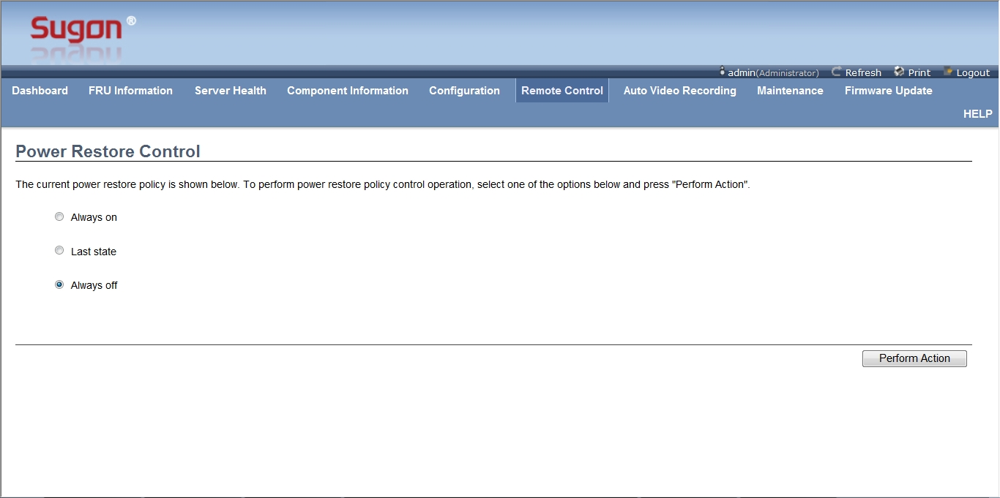 Sugon®
admin(Administrator) Refresh Print Logout
Dashboard FRU Information Server Health Component Information Configuration Remote Control Auto Video Recording Maintenance Firmware Update
HELP
Power Restore Control
The current power restore policy is shown below. To perform power restore policy control operation, select one of the options below and press "Perform Action".
Always on
Last state
Always off
Perform Action